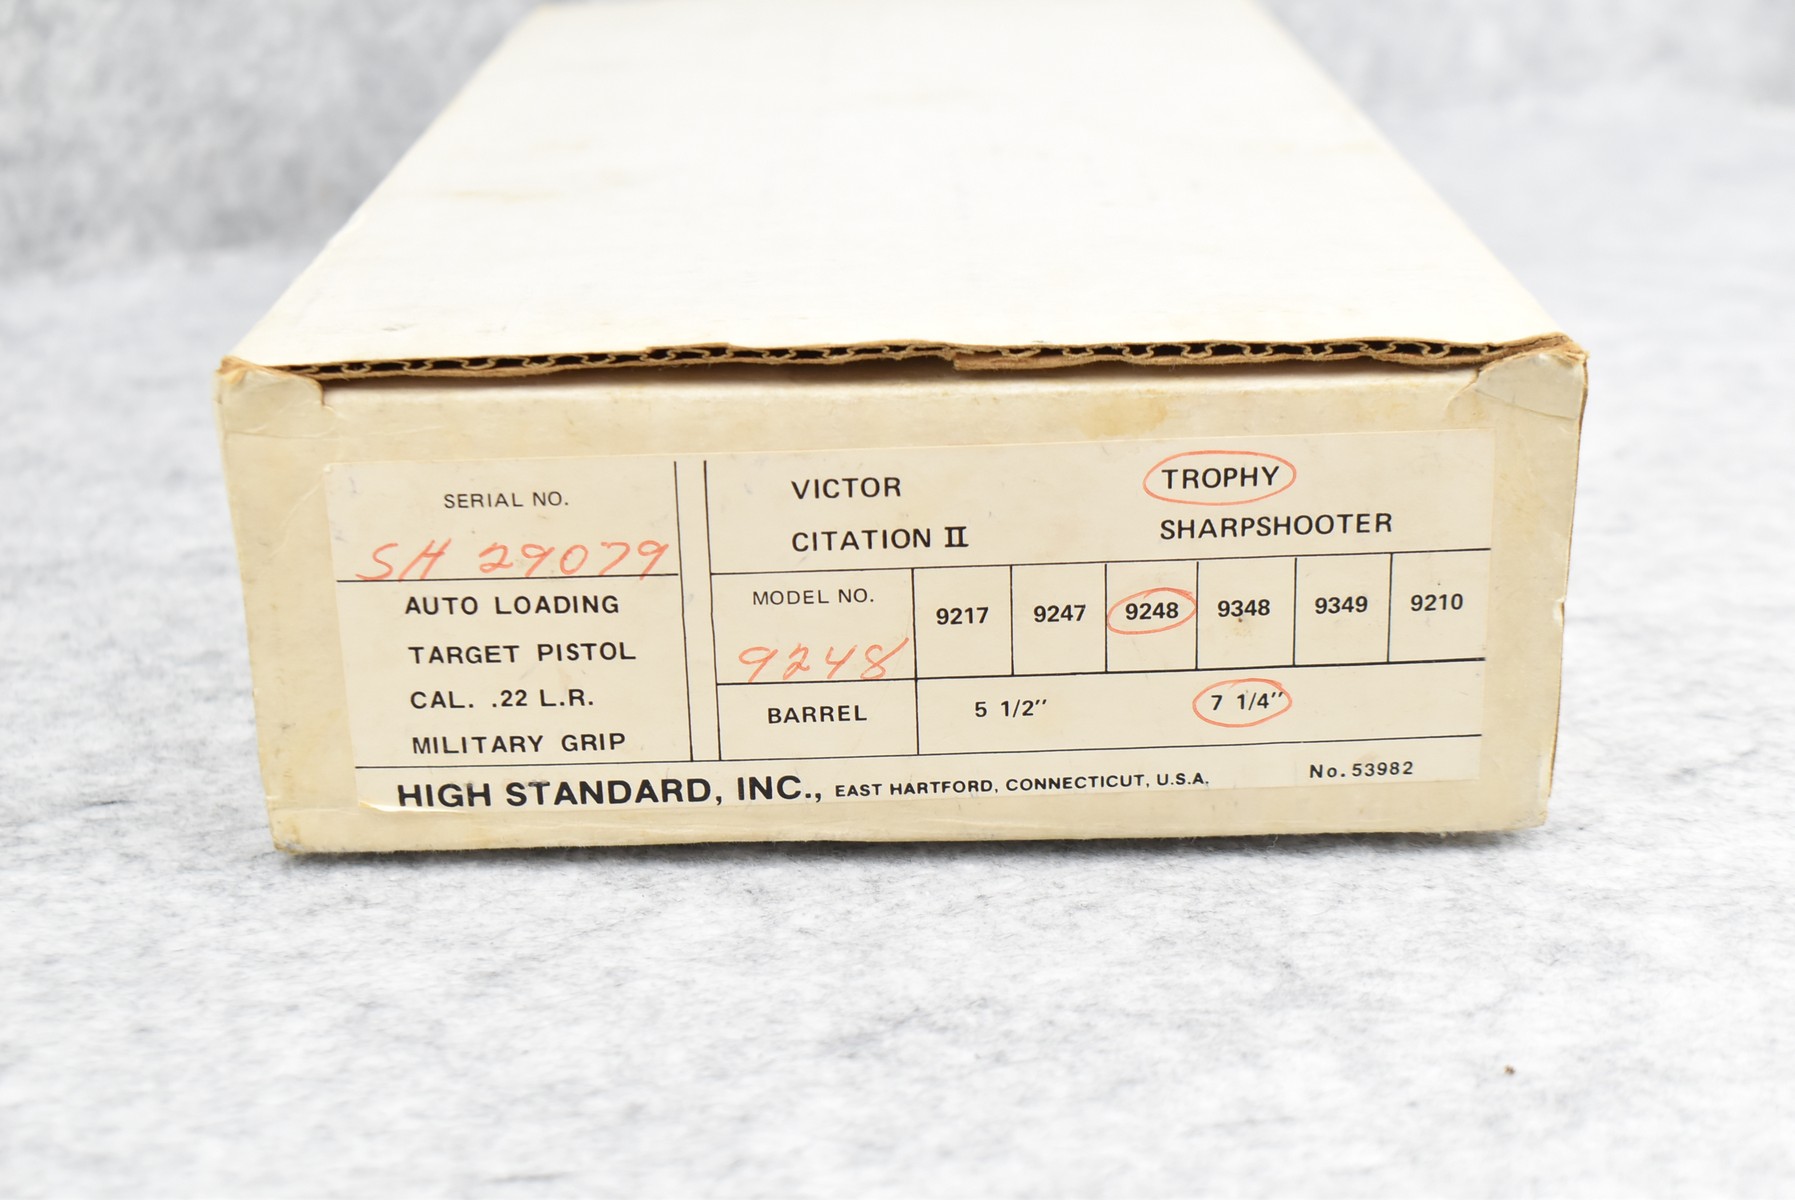 SERIAL NO.
SH 29079
AUTO LOADING
TARGET PISTOL
CAL. .22 L.R.
MILITARY GRIP
VICTOR TROPHY
CITATION II SHARPSHOOTER
MODEL NO. 9217 9247 9248 9348 9349 9210
9248
BARREL 5 1/2" 7 1/4"
HIGH STANDARD, INC., EAST HARTFORD, CONNECTICUT, U.S.A. No. 53982